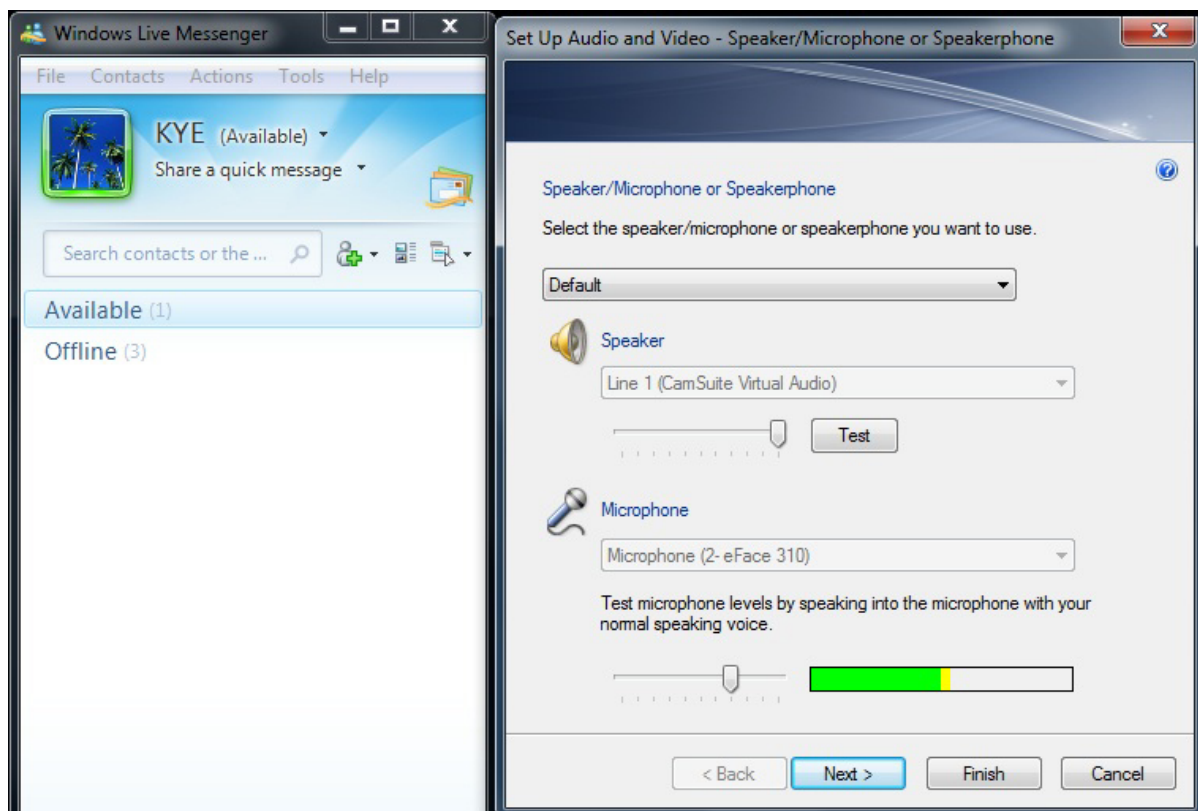 Windows Live Messenger
File Contacts Actions Tools Help
KYE (Available)
Share a quick message
Search contacts or the ...
Available (1)
Offline (3)
Set Up Audio and Video - Speaker/Microphone or Speakerphone
Speaker/Microphone or Speakerphone
Select the speaker/microphone or speakerphone you want to use.
Default
Speaker
Line 1 (CamSuite Virtual Audio)
Test
Microphone
Microphone (2- eFace 310)
Test microphone levels by speaking into the microphone with your
normal speaking voice.
< Back Next > Finish Cancel